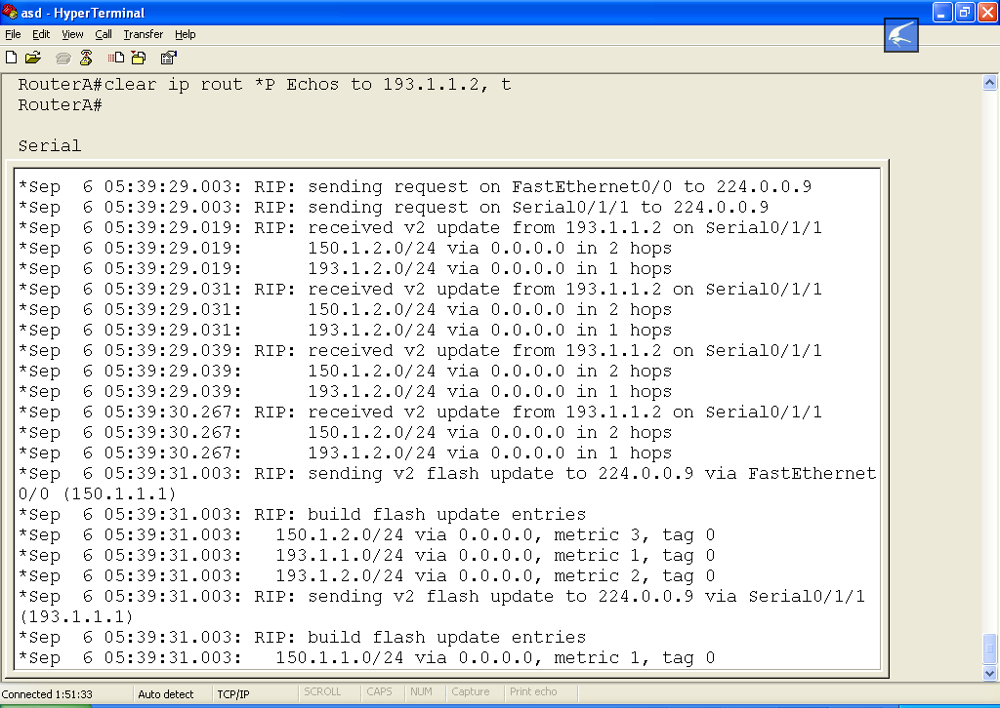 asd - HyperTerminal
File Edit View Call Transfer Help
RouterA#clear ip rout *P Echos to 193.1.1.2, t
RouterA#
Serial
*Sep  6 05:39:29.003: RIP: sending request on FastEthernet0/0 to 224.0.0.9
*Sep  6 05:39:29.003: RIP: sending request on Serial0/1/1 to 224.0.0.9
*Sep  6 05:39:29.019: RIP: received v2 update from 193.1.1.2 on Serial0/1/1
*Sep  6 05:39:29.019:      150.1.2.0/24 via 0.0.0.0 in 2 hops
*Sep  6 05:39:29.019:      193.1.2.0/24 via 0.0.0.0 in 1 hops
*Sep  6 05:39:29.031: RIP: received v2 update from 193.1.1.2 on Serial0/1/1
*Sep  6 05:39:29.031:      150.1.2.0/24 via 0.0.0.0 in 2 hops
*Sep  6 05:39:29.031:      193.1.2.0/24 via 0.0.0.0 in 1 hops
*Sep  6 05:39:29.039: RIP: received v2 update from 193.1.1.2 on Serial0/1/1
*Sep  6 05:39:29.039:      150.1.2.0/24 via 0.0.0.0 in 2 hops
*Sep  6 05:39:29.039:      193.1.2.0/24 via 0.0.0.0 in 1 hops
*Sep  6 05:39:30.267: RIP: received v2 update from 193.1.1.2 on Serial0/1/1
*Sep  6 05:39:30.267:      150.1.2.0/24 via 0.0.0.0 in 2 hops
*Sep  6 05:39:30.267:      193.1.2.0/24 via 0.0.0.0 in 1 hops
*Sep  6 05:39:31.003: RIP: sending v2 flash update to 224.0.0.9 via FastEthernet
0/0 (150.1.1.1)
*Sep  6 05:39:31.003: RIP: build flash update entries
*Sep  6 05:39:31.003:   150.1.2.0/24 via 0.0.0.0, metric 3, tag 0
*Sep  6 05:39:31.003:   193.1.1.0/24 via 0.0.0.0, metric 1, tag 0
*Sep  6 05:39:31.003:   193.1.2.0/24 via 0.0.0.0, metric 2, tag 0
*Sep  6 05:39:31.003: RIP: sending v2 flash update to 224.0.0.9 via Serial0/1/1
(193.1.1.1)
*Sep  6 05:39:31.003: RIP: build flash update entries
*Sep  6 05:39:31.003:   150.1.1.0/24 via 0.0.0.0, metric 1, tag 0
Connected 1:51:33 Auto detect TCP/IP SCROLL CAPS NUM Capture Print echo